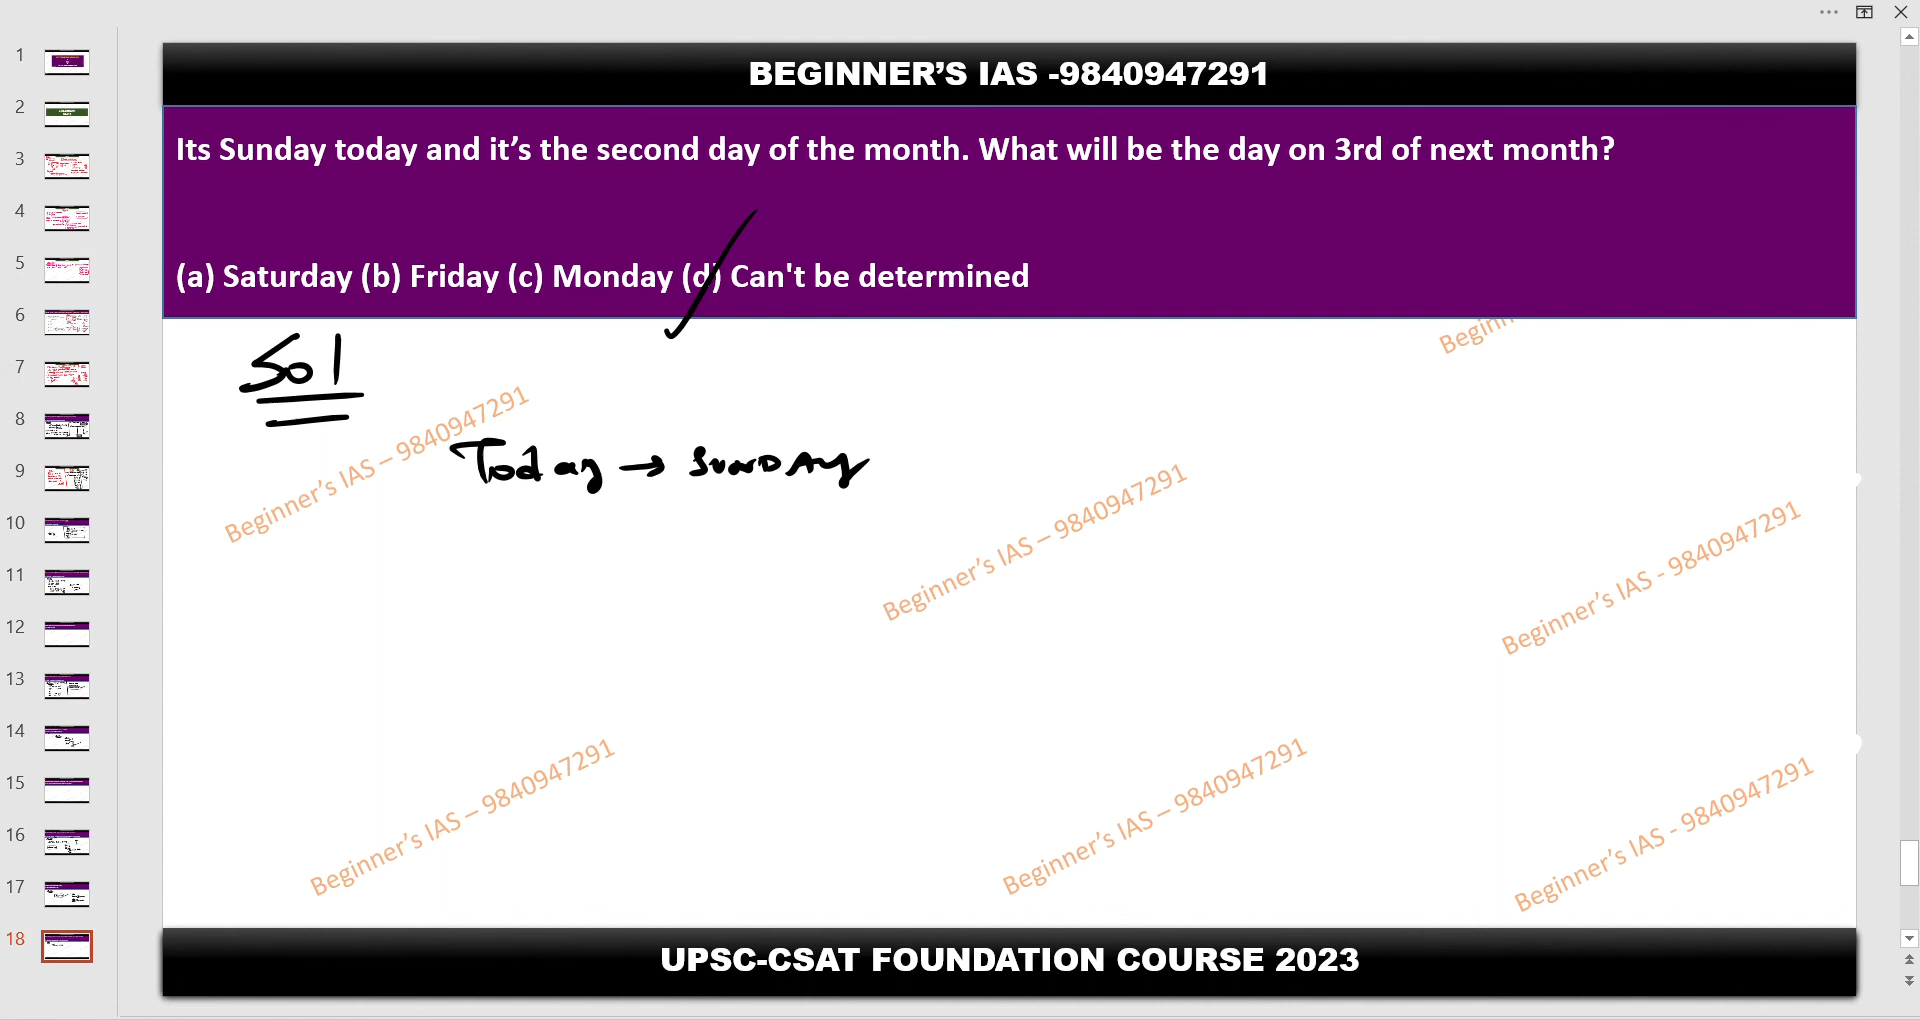 BEGINNER’S IAS -9840947291
Its Sunday today and it’s the second day of the month. What will be the day on 3rd of next month?
(a) Saturday (b) Friday (c) Monday (d) Can't be determined
Sol
Today → SUNDAY
Beginn
Beginner’s IAS – 9840947291
Beginner’s IAS – 9840947291
Beginner’s IAS - 9840947291
Beginner’s IAS – 9840947291
Beginner’s IAS – 9840947291
Beginner’s IAS - 9840947291
UPSC-CSAT FOUNDATION COURSE 2023
1
2
3
4
5
6
7
8
9
10
11
12
13
14
15
16
17
18